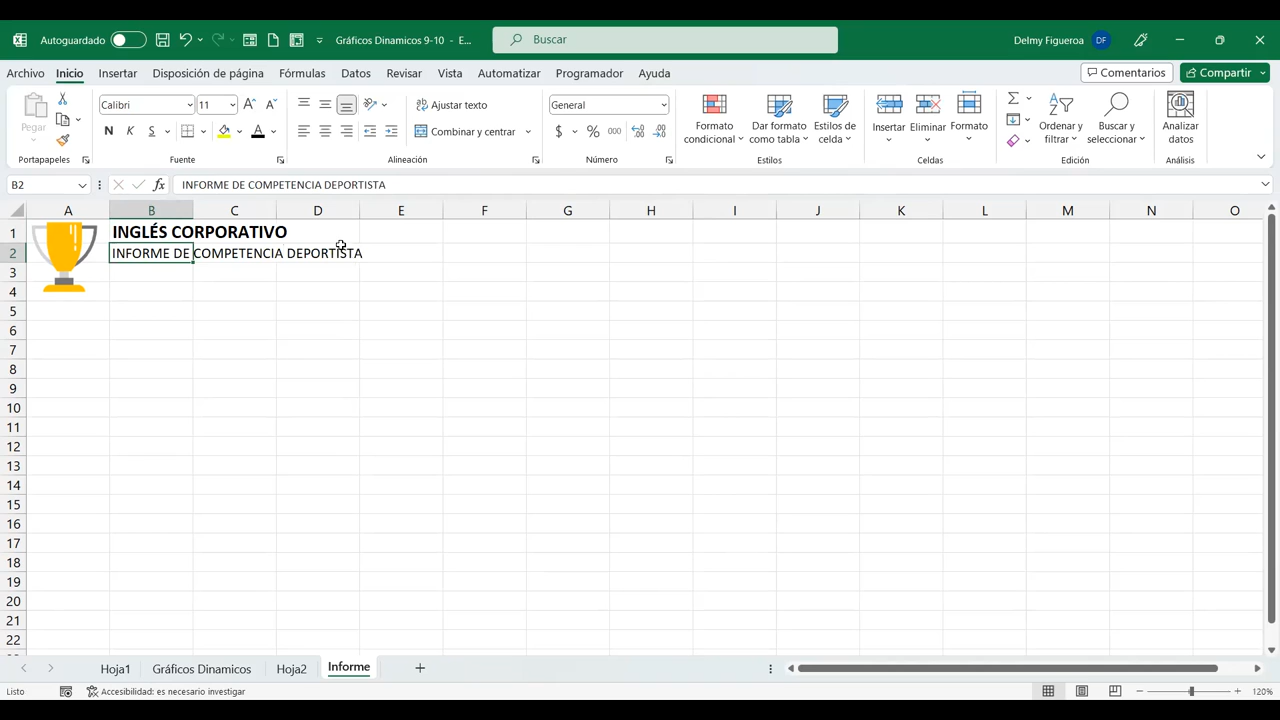 Autoguardado
Gráficos Dinamicos 9-10 - E...
Buscar
Delmy Figueroa
DF
Archivo Inicio Insertar Disposición de página Fórmulas Datos Revisar Vista Automatizar Programador Ayuda
Comentarios
Compartir
Pegar
Calibri
11
N K S
A
Ajustar texto
Combinar y centrar
General
$ % 000
Formato condicional
Dar formato como tabla
Estilos de celda
Insertar
Eliminar
Formato
Ordenar y filtrar
Buscar y seleccionar
Analizar datos
Portapapeles
Fuente
Alineación
Número
Estilos
Celdas
Edición
Análisis
B2
fx
INFORME DE COMPETENCIA DEPORTISTA
A B C D E F G H I J K L M N O
1 INGLÉS CORPORATIVO
2 INFORME DE COMPETENCIA DEPORTISTA
3
4
5
6
7
8
9
10
11
12
13
14
15
16
17
18
19
20
21
22
Hoja1 Gráficos Dinamicos Hoja2 Informe
Listo
Accesibilidad: es necesario investigar
120%